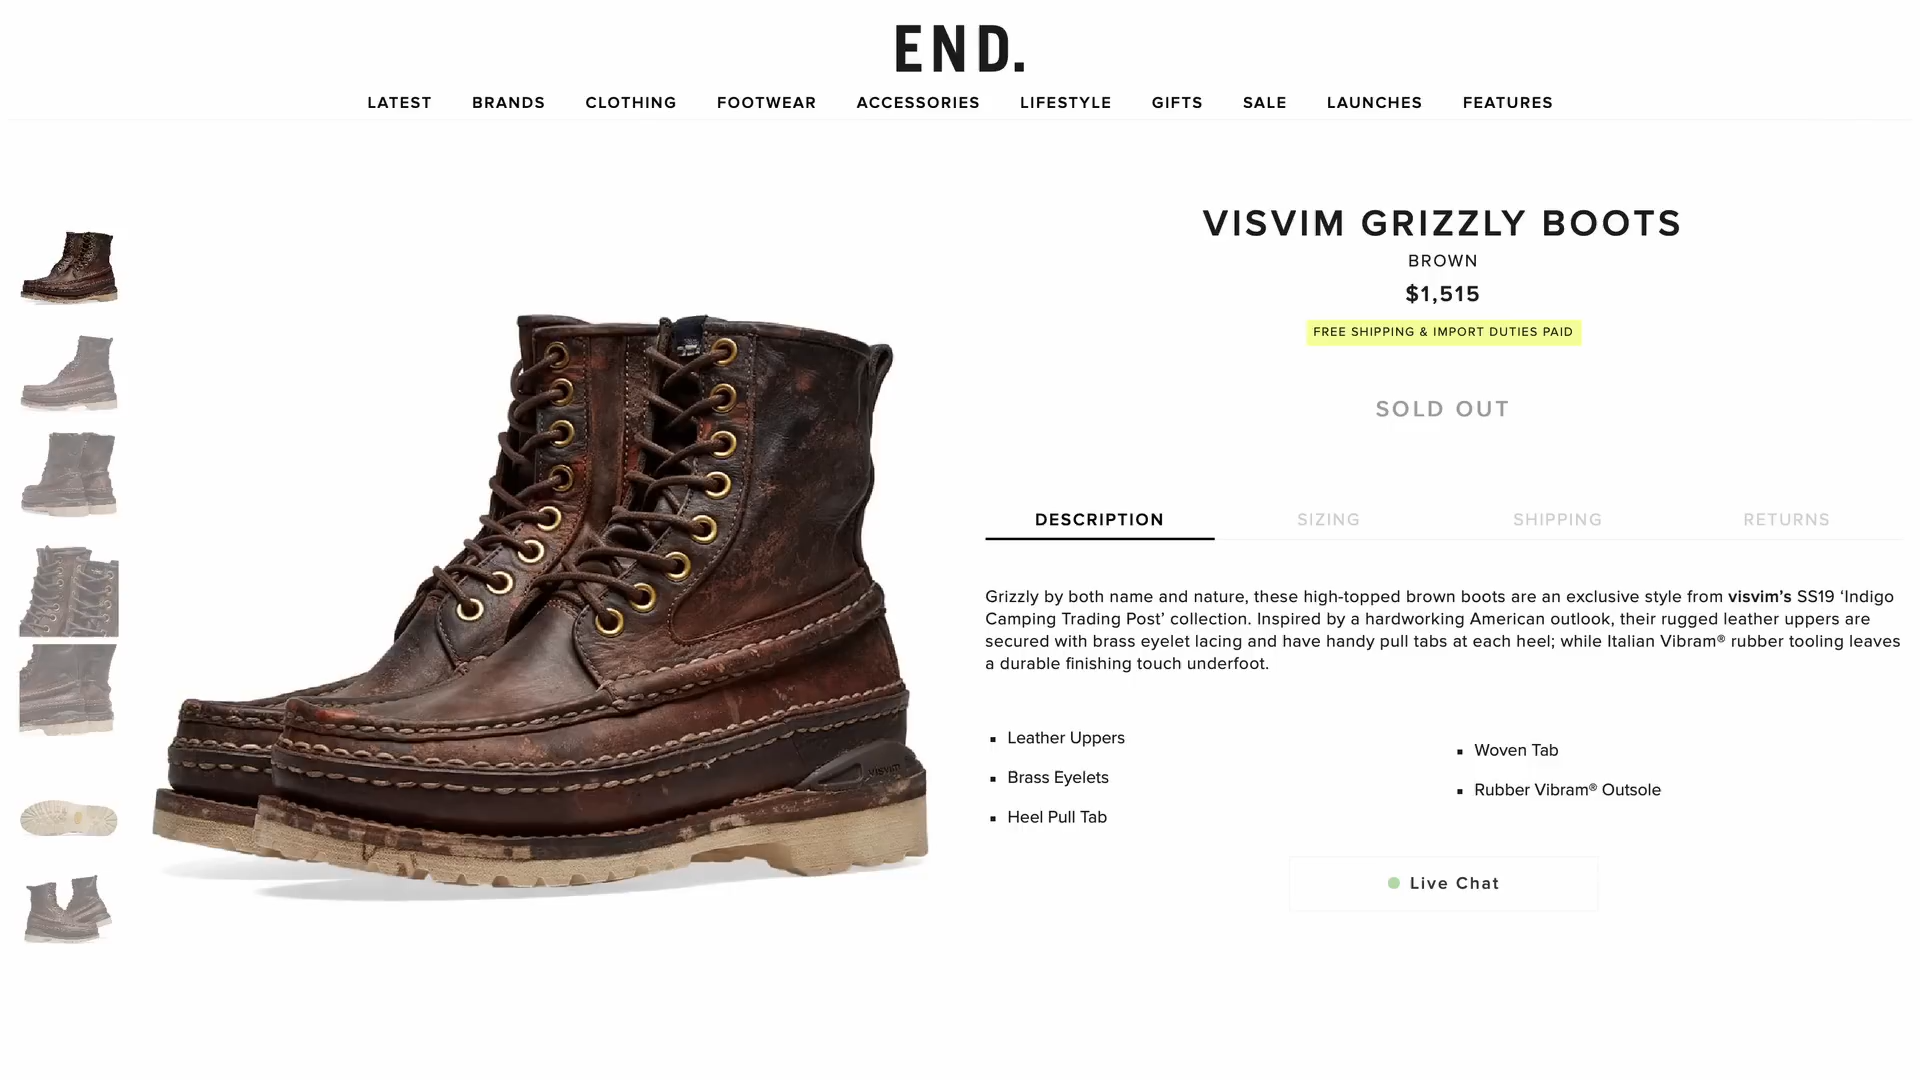 END.
LATEST BRANDS CLOTHING FOOTWEAR ACCESSORIES LIFESTYLE GIFTS SALE LAUNCHES FEATURES
VISVIM GRIZZLY BOOTS
BROWN
$1,515
FREE SHIPPING & IMPORT DUTIES PAID
SOLD OUT
DESCRIPTION SIZING SHIPPING RETURNS
Grizzly by both name and nature, these high-topped brown boots are an exclusive style from visvim’s SS19 ‘Indigo
Camping Trading Post’ collection. Inspired by a hardworking American outlook, their rugged leather uppers are
secured with brass eyelet lacing and have handy pull tabs at each heel; while Italian Vibram® rubber tooling leaves
a durable finishing touch underfoot.
▪ Leather Uppers
▪ Brass Eyelets
▪ Heel Pull Tab
▪ Woven Tab
▪ Rubber Vibram® Outsole
Live Chat
visvim